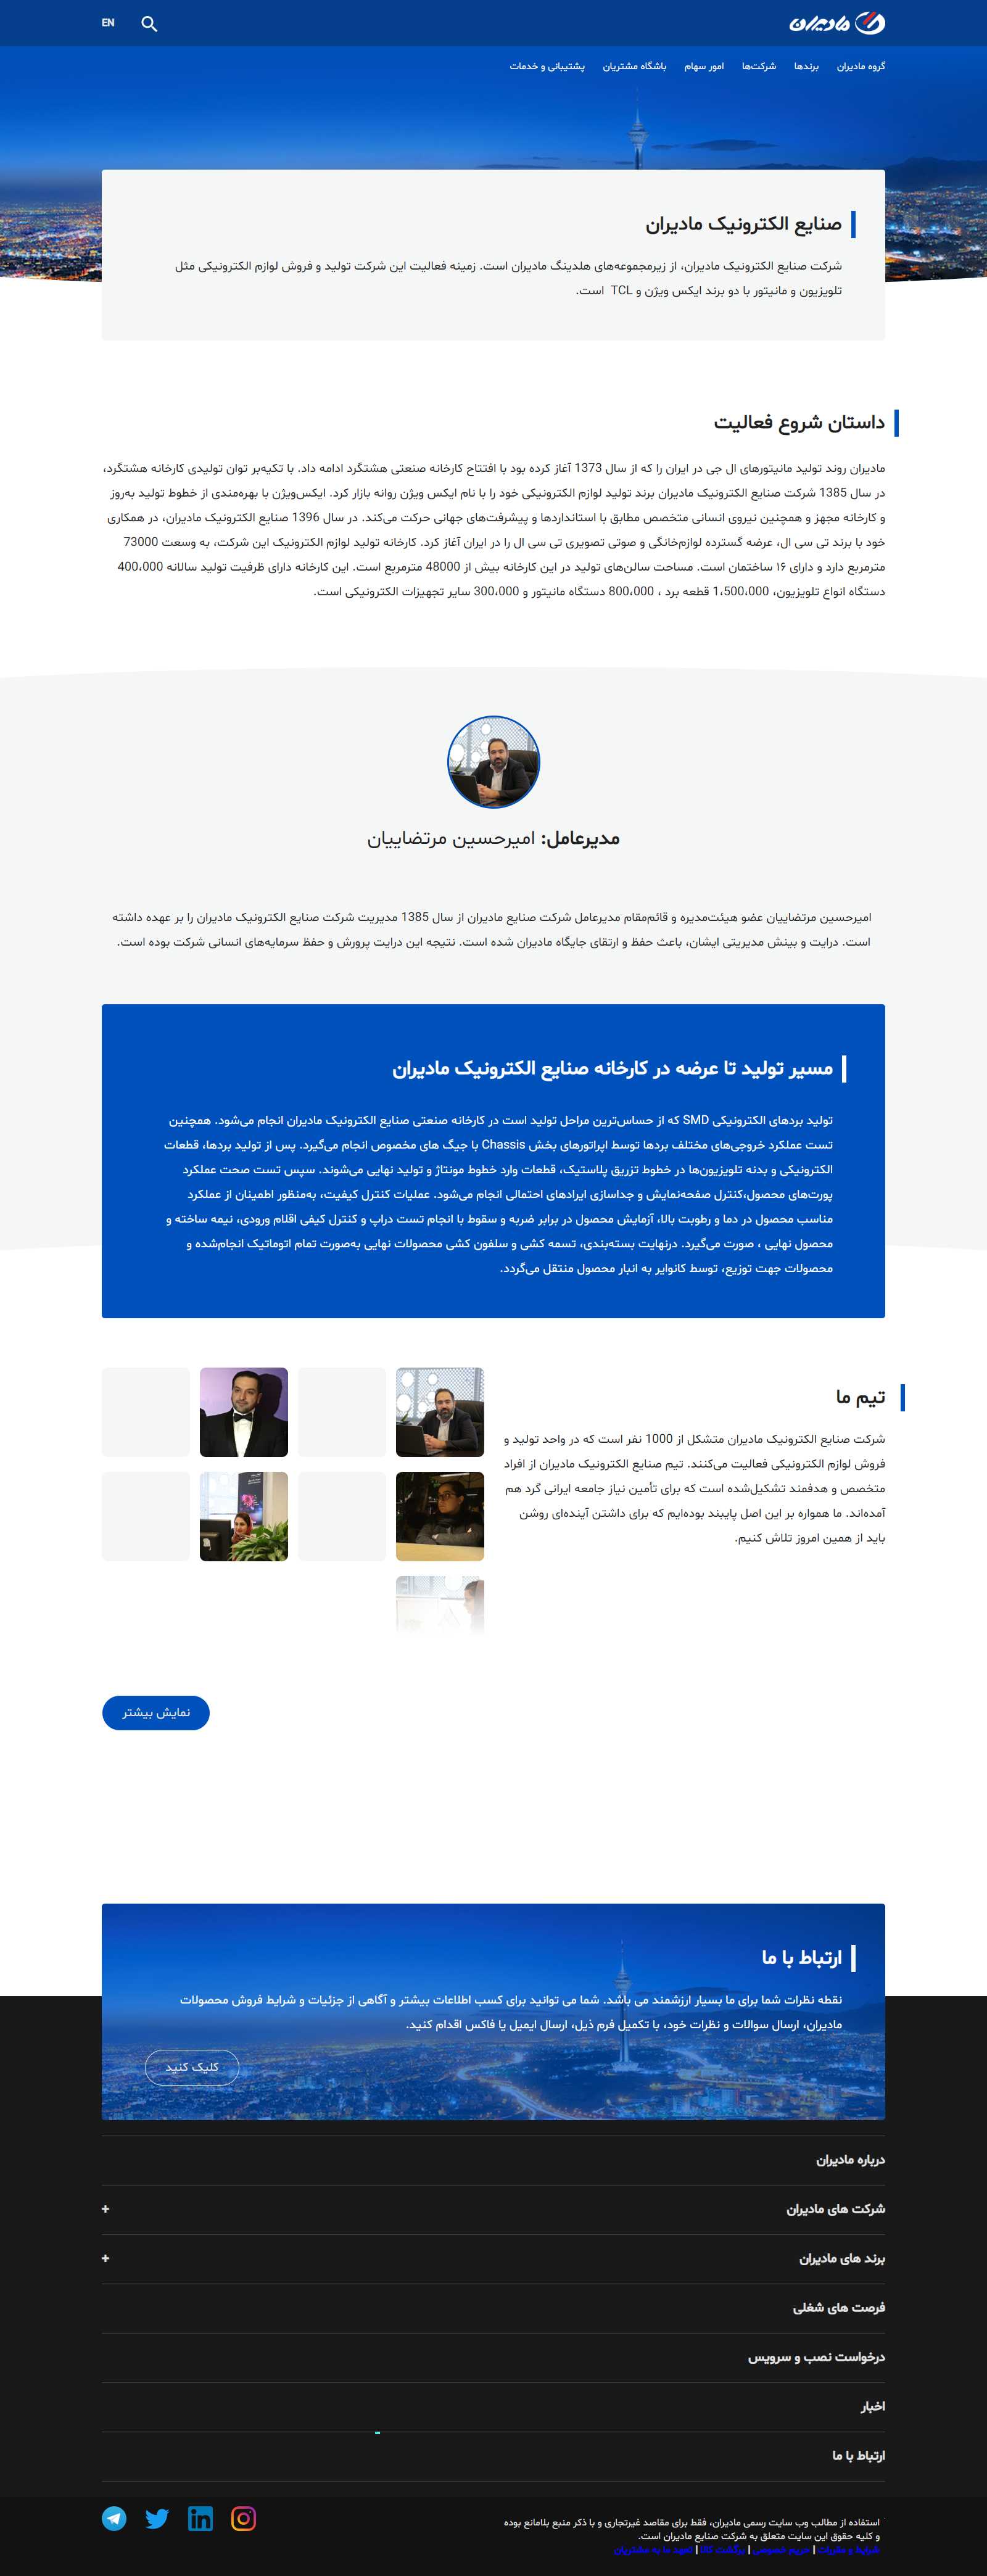 مادیران
EN
گروه مادیران
برندها
شرکت‌ها
امور سهام
باشگاه مشتریان
پشتیبانی و خدمات
صنایع الکترونیک مادیران
شرکت صنایع الکترونیک مادیران، از زیرمجموعه‌های هلدینگ مادیران است. زمینه فعالیت این شرکت تولید و فروش لوازم الکترونیکی مثل
تلویزیون و مانیتور با دو برند ایکس ویژن و TCL است.
داستان شروع فعالیت
مادیران روند تولید مانیتورهای ال جی در ایران را که از سال 1373 آغاز کرده بود با افتتاح کارخانه صنعتی هشتگرد ادامه داد. با تکیه‌بر توان تولیدی کارخانه هشتگرد،
در سال 1385 شرکت صنایع الکترونیک مادیران برند تولید لوازم الکترونیکی خود را با نام ایکس ویژن روانه بازار کرد. ایکس‌ویژن با بهره‌مندی از خطوط تولید به‌روز
و کارخانه مجهز و همچنین نیروی انسانی متخصص مطابق با استانداردها و پیشرفت‌های جهانی حرکت می‌کند. در سال 1396 صنایع الکترونیک مادیران، در همکاری
خود با برند تی سی ال، عرضه گسترده لوازم‌خانگی و صوتی تصویری تی سی ال را در ایران آغاز کرد. کارخانه تولید لوازم الکترونیک این شرکت، به وسعت 73000
مترمربع دارد و دارای ۱۶ ساختمان است. مساحت سالن‌های تولید در این کارخانه بیش از 48000 مترمربع است. این کارخانه دارای ظرفیت تولید سالانه 400،000
دستگاه انواع تلویزیون، 1،500،000 قطعه برد ، 800،000 دستگاه مانیتور و 300،000 سایر تجهیزات الکترونیکی است.
مدیرعامل: امیرحسین مرتضاییان
امیرحسین مرتضاییان عضو هیئت‌مدیره و قائم‌مقام مدیرعامل شرکت صنایع مادیران از سال 1385 مدیریت شرکت صنایع الکترونیک مادیران را بر عهده داشته
است. درایت و بینش مدیریتی ایشان، باعث حفظ و ارتقای جایگاه مادیران شده است. نتیجه این درایت پرورش و حفظ سرمایه‌های انسانی شرکت بوده است.
مسیر تولید تا عرضه در کارخانه صنایع الکترونیک مادیران
تولید بردهای الکترونیکی SMD که از حساس‌ترین مراحل تولید است در کارخانه صنعتی صنایع الکترونیک مادیران انجام می‌شود. همچنین
تست عملکرد خروجی‌های مختلف بردها توسط اپراتورهای بخش Chassis با جیگ های مخصوص انجام می‌گیرد. پس از تولید بردها، قطعات
الکترونیکی و بدنه تلویزیون‌ها در خطوط تزریق پلاستیک، قطعات وارد خطوط مونتاژ و تولید نهایی می‌شوند. سپس تست صحت عملکرد
پورت‌های محصول،کنترل صفحه‌نمایش و جداسازی ایرادهای احتمالی انجام می‌شود. عملیات کنترل کیفیت، به‌منظور اطمینان از عملکرد
مناسب محصول در دما و رطوبت بالا، آزمایش محصول در برابر ضربه و سقوط با انجام تست دراپ و کنترل کیفی اقلام ورودی، نیمه ساخته و
محصول نهایی ، صورت می‌گیرد. درنهایت بسته‌بندی، تسمه کشی و سلفون کشی محصولات نهایی به‌صورت تمام اتوماتیک انجام‌شده و
محصولات جهت توزیع، توسط کانوایر به انبار محصول منتقل می‌گردد.
تیم ما
شرکت صنایع الکترونیک مادیران متشکل از 1000 نفر است که در واحد تولید و
فروش لوازم الکترونیکی فعالیت می‌کنند. تیم صنایع الکترونیک مادیران از افراد
متخصص و هدفمند تشکیل‌شده است که برای تأمین نیاز جامعه ایرانی گرد هم
آمده‌اند. ما همواره بر این اصل پایبند بوده‌ایم که برای داشتن آینده‌ای روشن
باید از همین امروز تلاش کنیم.
نمایش بیشتر
ارتباط با ما
نقطه نظرات شما برای ما بسیار ارزشمند می باشد. شما می توانید برای کسب اطلاعات بیشتر و آگاهی از جزئیات و شرایط فروش محصولات
مادیران، ارسال سوالات و نظرات خود، با تکمیل فرم ذیل، ارسال ایمیل یا فاکس اقدام کنید.
کلیک کنید
درباره مادیران
شرکت های مادیران +
برند های مادیران +
فرصت های شغلی
درخواست نصب و سرویس
اخبار
ارتباط با ما
استفاده از مطالب وب سایت رسمی مادیران، فقط برای مقاصد غیرتجاری و با ذکر منبع بلامانع بوده
و کلیه حقوق این سایت متعلق به شرکت صنایع مادیران است.
شرایط و مقررات | حریم خصوصی | برگشت کالا | تعهد ما به مشتریان